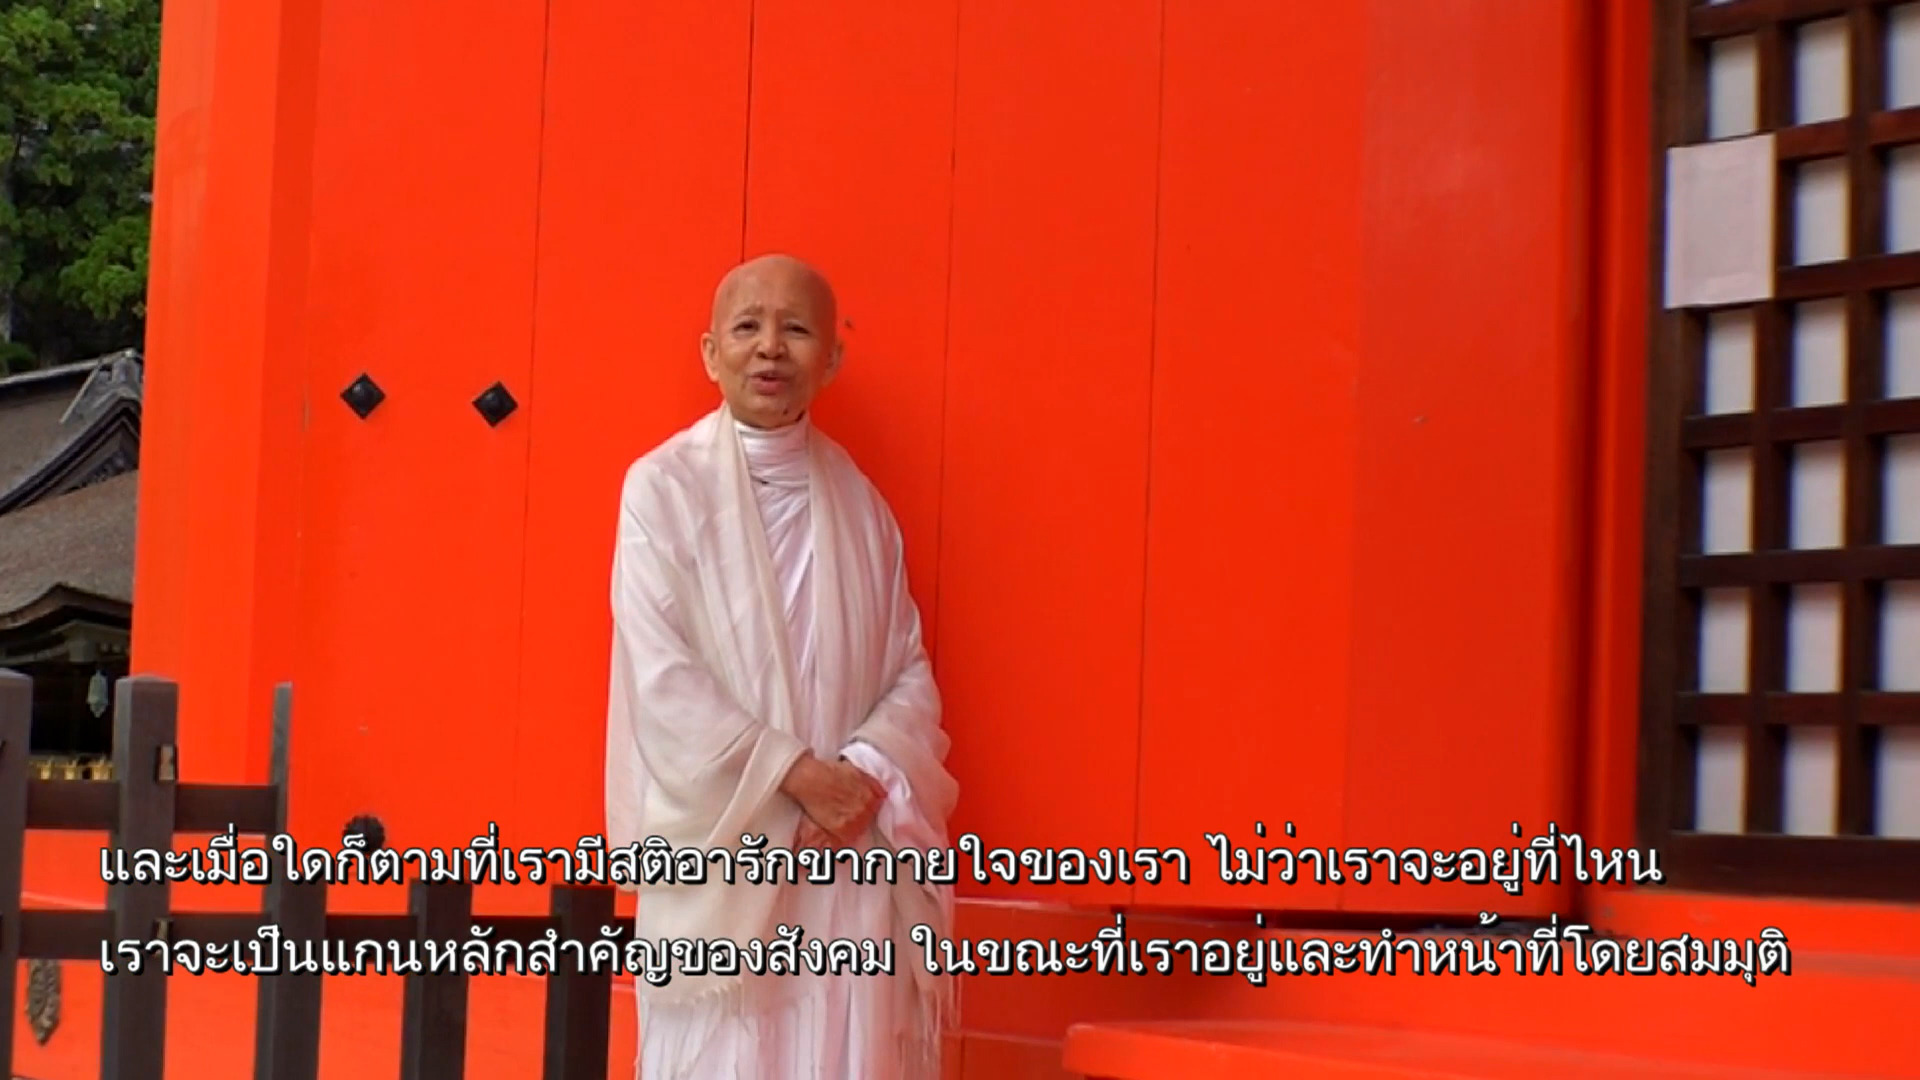 และเมื่อใดก็ตามที่เรามีสติอารักขากายใจของเรา ไม่ว่าเราจะอยู่ที่ไหน
เราจะเป็นแกนหลักสำคัญของสังคม ในขณะที่เราอยู่และทำหน้าที่โดยสมมุติ